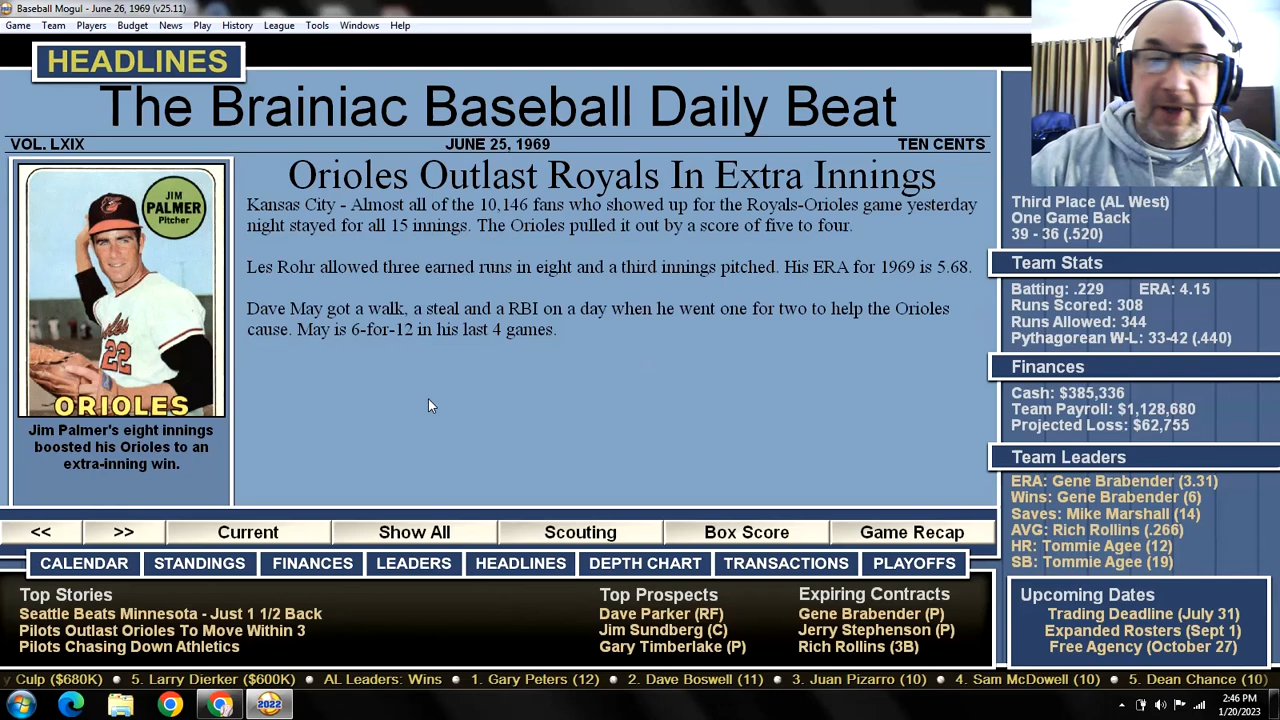 Baseball Mogul - June 26, 1969 (v25.11)
Game Team Players Budget News Play History League Tools Windows Help
HEADLINES
The Brainiac Baseball Daily Beat
VOL. LXIX JUNE 25, 1969 TEN CENTS
JIM
PALMER
Pitcher
Orioles
22
ORIOLES
Jim Palmer's eight innings
boosted his Orioles to an
extra-inning win.
Orioles Outlast Royals In Extra Innings
Kansas City - Almost all of the 10,146 fans who showed up for the Royals-Orioles game yesterday
night stayed for all 15 innings. The Orioles pulled it out by a score of five to four.
Les Rohr allowed three earned runs in eight and a third innings pitched. His ERA for 1969 is 5.68.
Dave May got a walk, a steal and a RBI on a day when he went one for two to help the Orioles
cause. May is 6-for-12 in his last 4 games.
Third Place (AL West)
One Game Back
39 - 36 (.520)
Team Stats
Batting: .229 ERA: 4.15
Runs Scored: 308
Runs Allowed: 344
Pythagorean W-L: 33-42 (.440)
Finances
Cash: $385,336
Team Payroll: $1,128,680
Projected Loss: $62,755
Team Leaders
ERA: Gene Brabender (3.31)
Wins: Gene Brabender (6)
Saves: Mike Marshall (14)
AVG: Rich Rollins (.266)
HR: Tommie Agee (12)
SB: Tommie Agee (19)
<< >> Current Show All Scouting Box Score Game Recap
CALENDAR STANDINGS FINANCES LEADERS HEADLINES DEPTH CHART TRANSACTIONS PLAYOFFS
Top Stories
Seattle Beats Minnesota - Just 1 1/2 Back
Pilots Outlast Orioles To Move Within 3
Pilots Chasing Down Athletics
Top Prospects
Dave Parker (RF)
Jim Sundberg (C)
Gary Timberlake (P)
Expiring Contracts
Gene Brabender (P)
Jerry Stephenson (P)
Rich Rollins (3B)
Upcoming Dates
Trading Deadline (July 31)
Expanded Rosters (Sept 1)
Free Agency (October 27)
y Culp ($680K) • 5. Larry Dierker ($600K) • AL Leaders: Wins • 1. Gary Peters (12) • 2. Dave Boswell (11) • 3. Juan Pizarro (10) • 4. Sam McDowell (10) • 5. Dean Chance (10)
2022
2:46 PM
1/20/2023